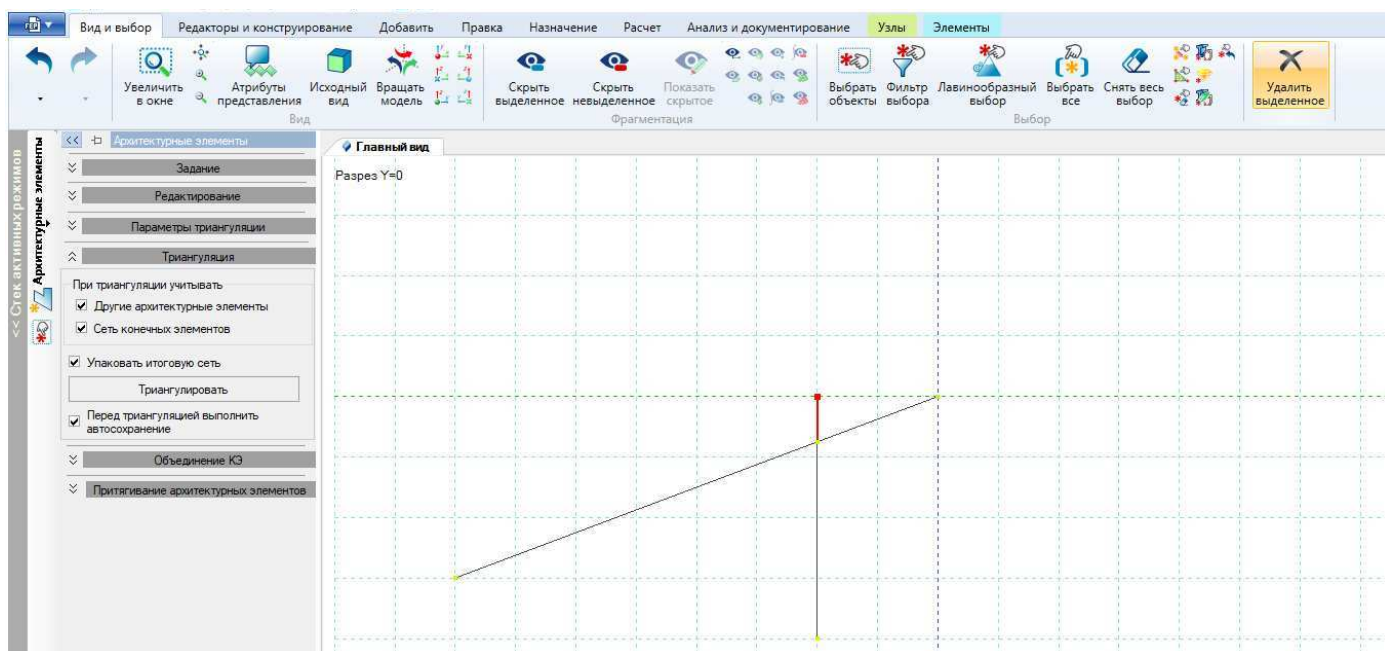 Вид и выбор Редакторы и конструирование Добавить Правка Назначение Расчет Анализ и документирование Узлы Элементы
Увеличить в окне
Атрибуты представления
Исходный вид
Вращать модель
Вид
Скрыть выделенное
Скрыть невыделенное
Показать скрытое
Фрагментация
Выбрать объекты
Фильтр выбора
Лавинообразный выбор
Выбрать все
Снять весь выбор
Выбор
Удалить выделенное
<< Стек активных режимов
Архитектурные элементы
<< Архитектурные элементы
Задание
Редактирование
Параметры триангуляции
Триангуляция
При триангуляции учитывать
Другие архитектурные элементы
Сеть конечных элементов
Упаковать итоговую сеть
Триангулировать
Перед триангуляцией выполнить
автосохранение
Объединение КЭ
Притягивание архитектурных элементов
Главный вид
Разрез Y=0